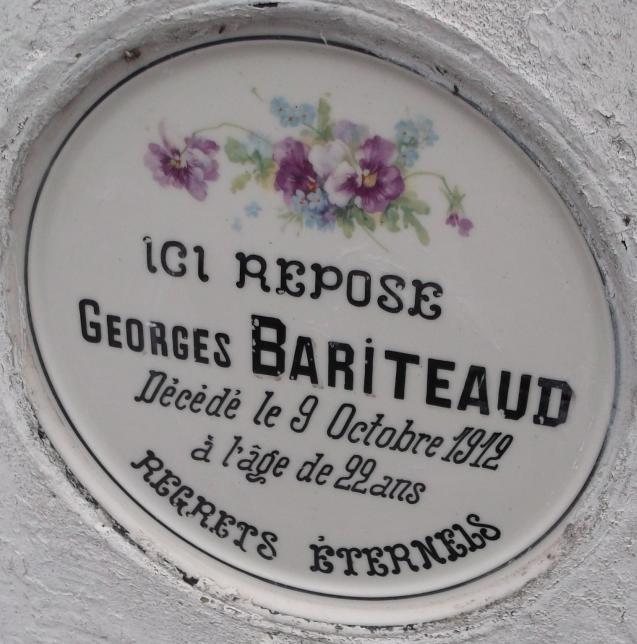 ICI REPOSE
GEORGES BARITEAUD
Décédé le 9 Octobre 1912
à l'âge de 22 ans
REGRETS ÉTERNELS